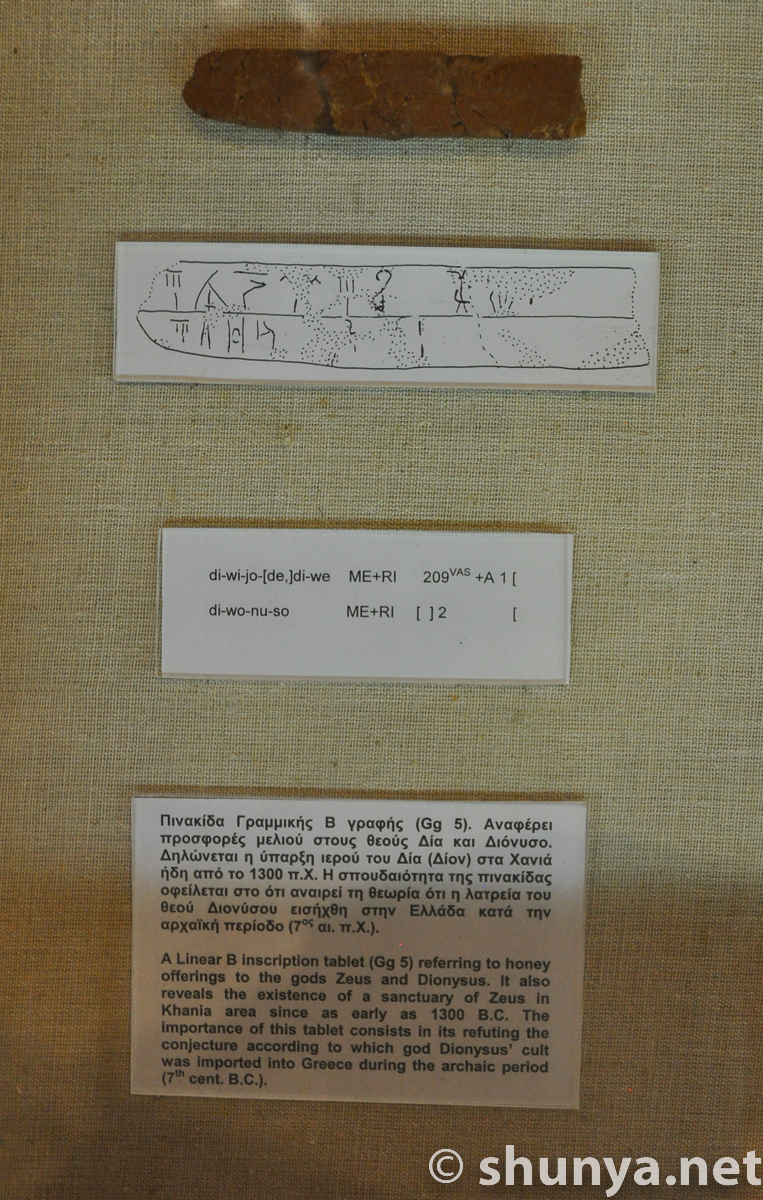 di-wi-jo-[de,]di-we ME+RI 209VAS +A 1 [
di-wo-nu-so ME+RI [ ] 2 [
Πινακίδα Γραμμικής Β γραφής (Gg 5). Αναφέρει
προσφορές μελιού στους θεούς Δία και Διόνυσο.
Δηλώνεται η ύπαρξη ιερού του Δία (Δίον) στα Χανιά
ήδη από το 1300 π.Χ. Η σπουδαιότητα της πινακίδας
οφείλεται στο ότι αναιρεί τη θεωρία ότι η λατρεία του
θεού Διονύσου εισήχθη στην Ελλάδα κατά την
αρχαϊκή περίοδο (7ος αι. π.Χ.).
A Linear B inscription tablet (Gg 5) referring to honey
offerings to the gods Zeus and Dionysus. It also
reveals the existence of a sanctuary of Zeus in
Khania area since as early as 1300 B.C. The
importance of this tablet consists in its refuting the
conjecture according to which god Dionysus' cult
was imported into Greece during the archaic period
(7th cent. B.C.).
© shunya.net